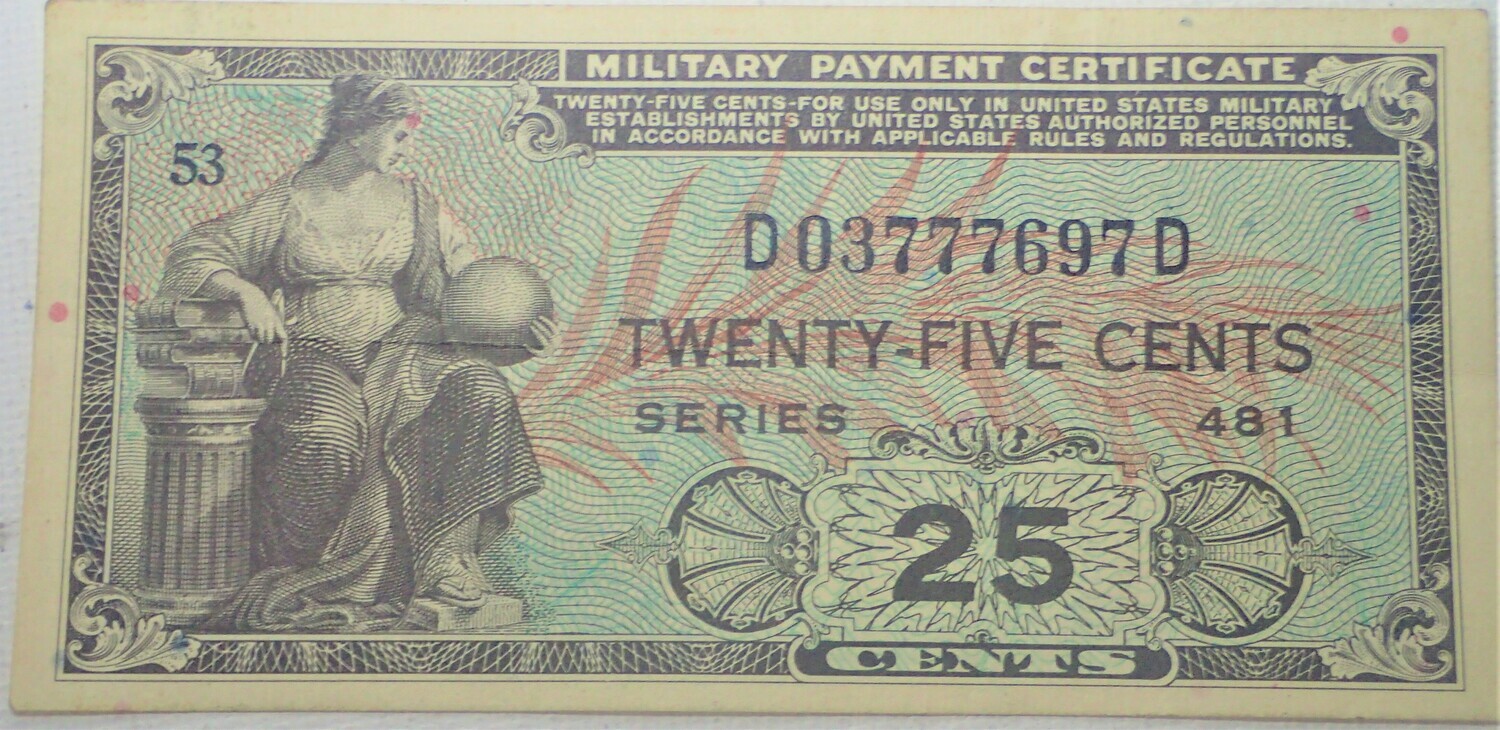 MILITARY PAYMENT CERTIFICATE
TWENTY-FIVE CENTS-FOR USE ONLY IN UNITED STATES MILITARY
ESTABLISHMENTS BY UNITED STATES AUTHORIZED PERSONNEL
IN ACCORDANCE WITH APPLICABLE RULES AND REGULATIONS.
53
D03777697D
TWENTY-FIVE CENTS
SERIES 481
25
CENTS